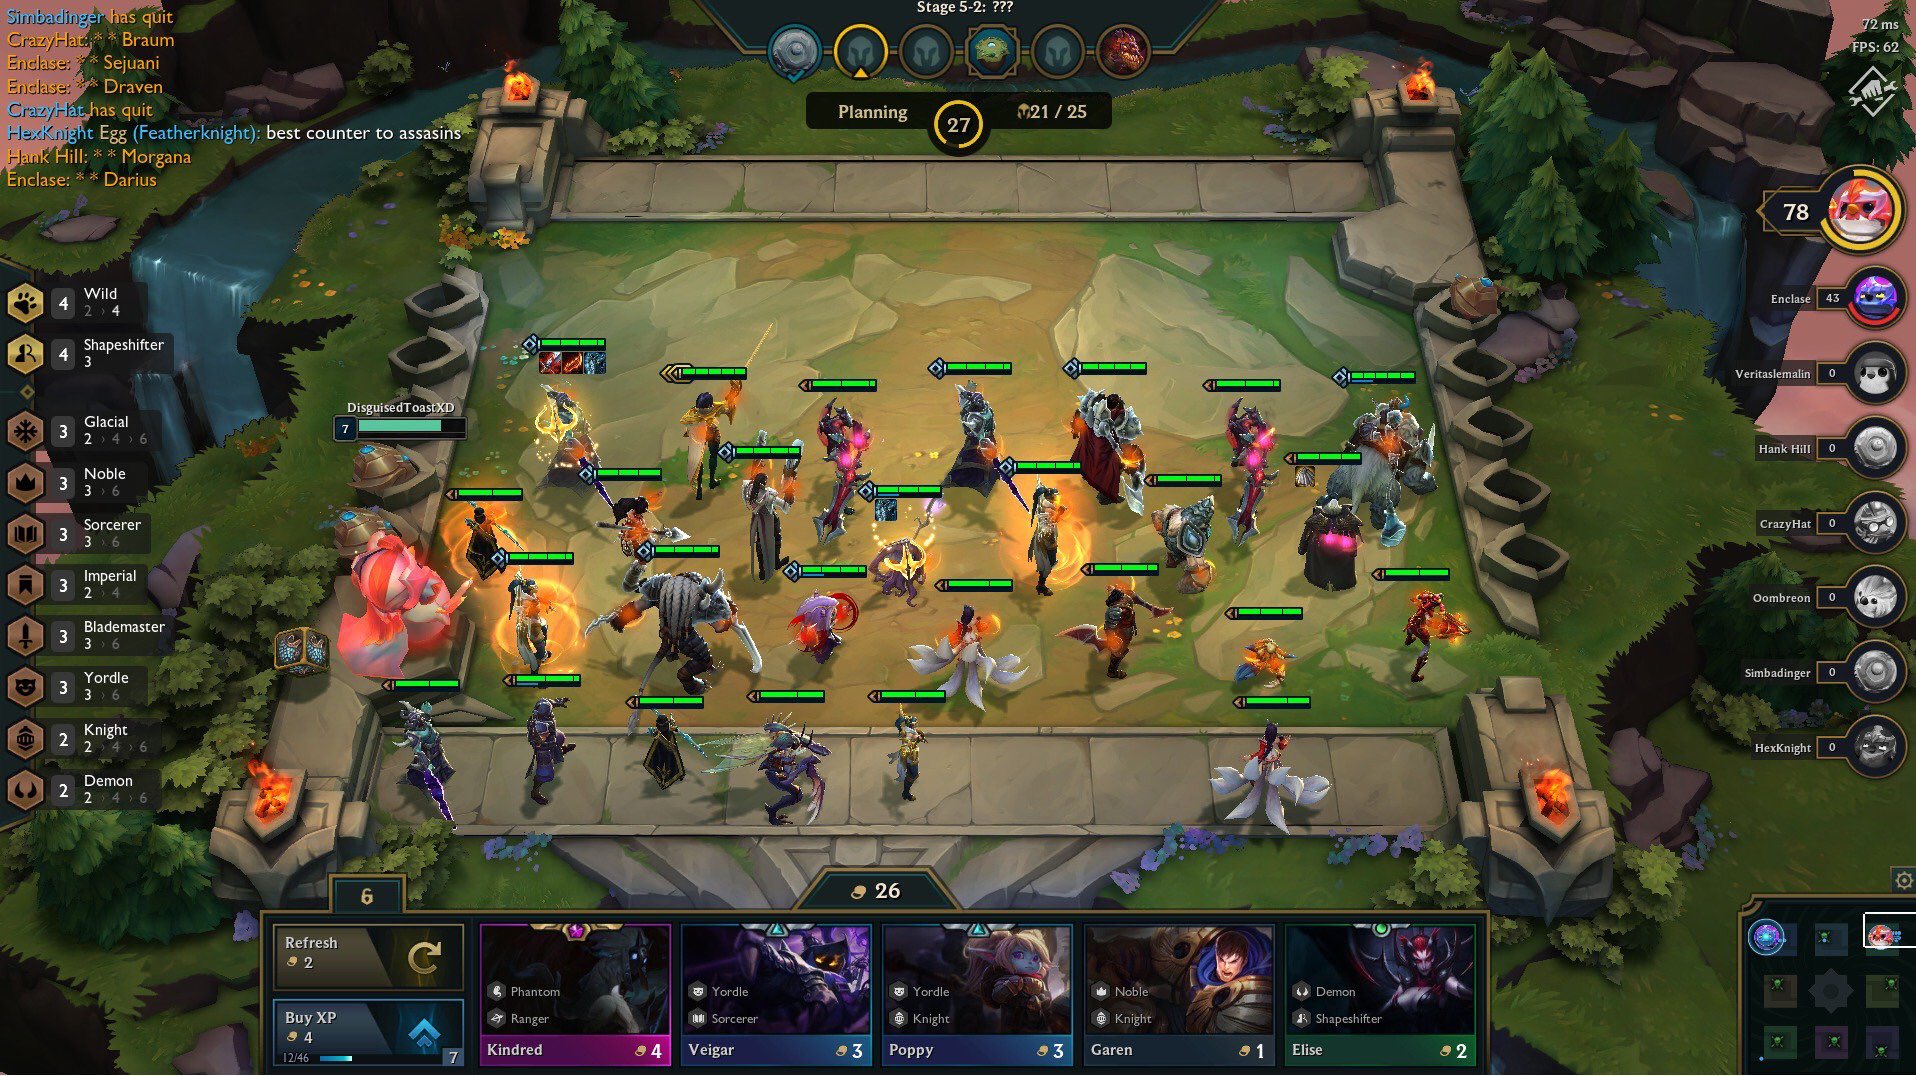 Simbadinger has quit
CrazyHat: * * Braum
Enclase: * * Sejuani
Enclase: * * Draven
CrazyHat has quit
HexKnight Egg (Featherknight): best counter to assasins
Hank Hill: * * Morgana
Enclase: * * Darius
Stage 5-2: ???
Planning
27
21 / 25
72 ms
FPS: 62
78
Enclase 43
Veritaslemalin 0
Hank Hill 0
CrazyHat 0
Oombreon 0
Simbadinger 0
HexKnight 0
4 Wild
2 › 4
4 Shapeshifter
3
3 Glacial
2 › 4 › 6
3 Noble
3 › 6
3 Sorcerer
3 › 6
3 Imperial
2 › 4
3 Blademaster
3 › 6
3 Yordle
3 › 6
2 Knight
2 › 4 › 6
2 Demon
2 › 4 › 6
DisguisedToastXD
7
6
26
Refresh
2
Buy XP
4
12/46
7
Phantom
Ranger
Kindred 4
Yordle
Sorcerer
Veigar 3
Yordle
Knight
Poppy 3
Noble
Knight
Garen 1
Demon
Shapeshifter
Elise 2